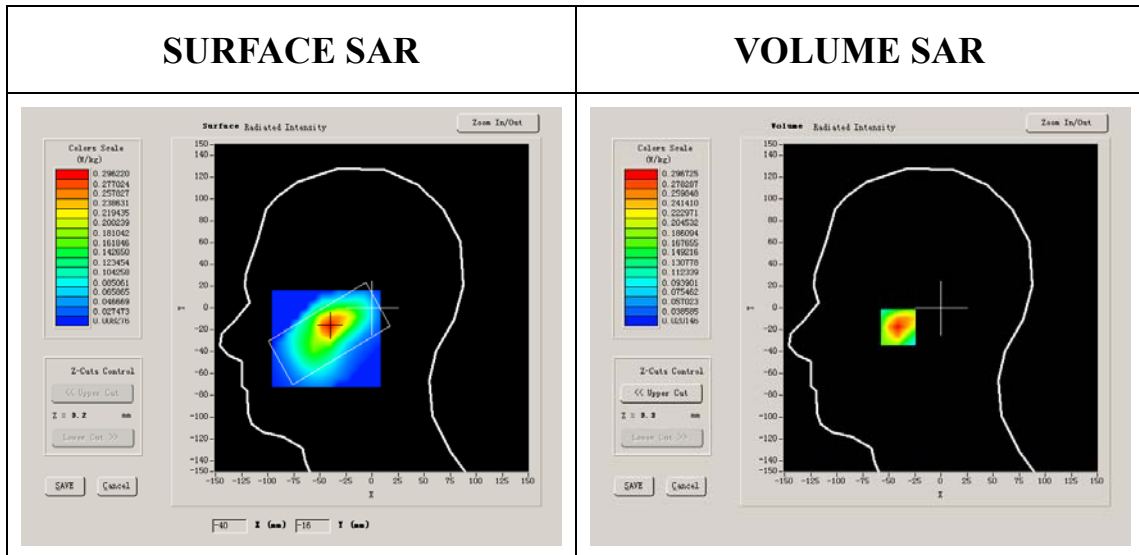 SURFACE SAR
VOLUME SAR
Surface Radiated Intensity
Zoom In/Out
Colors Scale
(W/kg)
0.296220
0.277024
0.257827
0.238631
0.219435
0.200239
0.181042
0.161846
0.142650
0.123454
0.104258
0.085061
0.065865
0.046669
0.027473
0.008276
150
140
120
100
80
60
40
20
0
-20
-40
-60
-80
-100
-120
-140
-150
Y
-150 -125 -100 -75 -50 -25 0 25 50 75 100 125 150
X
Z-Cuts Control
<< Upper Cut
Lower Cut >>
SAVE Cancel
-40 X (mm) -16 Y (mm)
Volume Radiated Intensity
Zoom In/Out
Colors Scale
(W/kg)
0.296725
0.278287
0.259848
0.241410
0.222971
0.204532
0.186094
0.167655
0.149216
0.130778
0.112339
0.093901
0.075462
0.057023
0.038585
0.020146
150
140
120
100
80
60
40
20
0
-20
-40
-60
-80
-100
-120
-140
-150
Y
-150 -125 -100 -75 -50 -25 0 25 50 75 100 125 150
X
Z-Cuts Control
<< Upper Cut
Lower Cut >>
SAVE Cancel